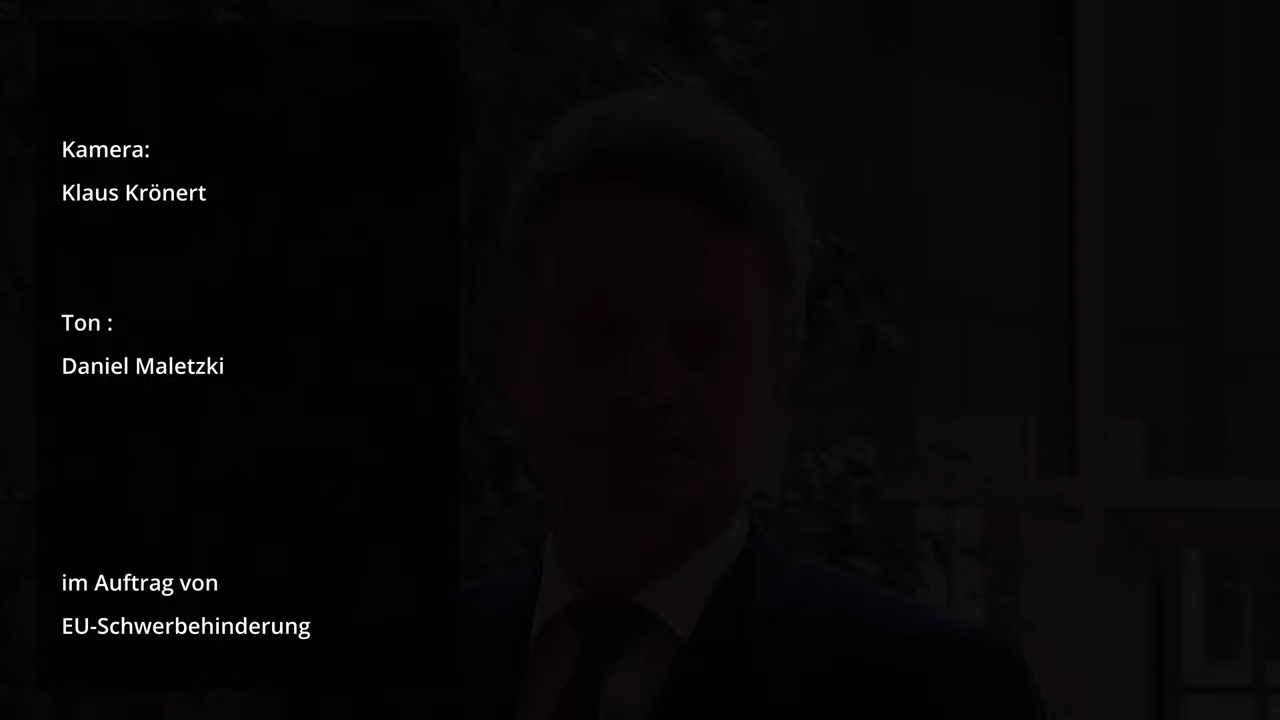 Kamera:
Klaus Krönert
Ton :
Daniel Maletzki
im Auftrag von
EU-Schwerbehinderung